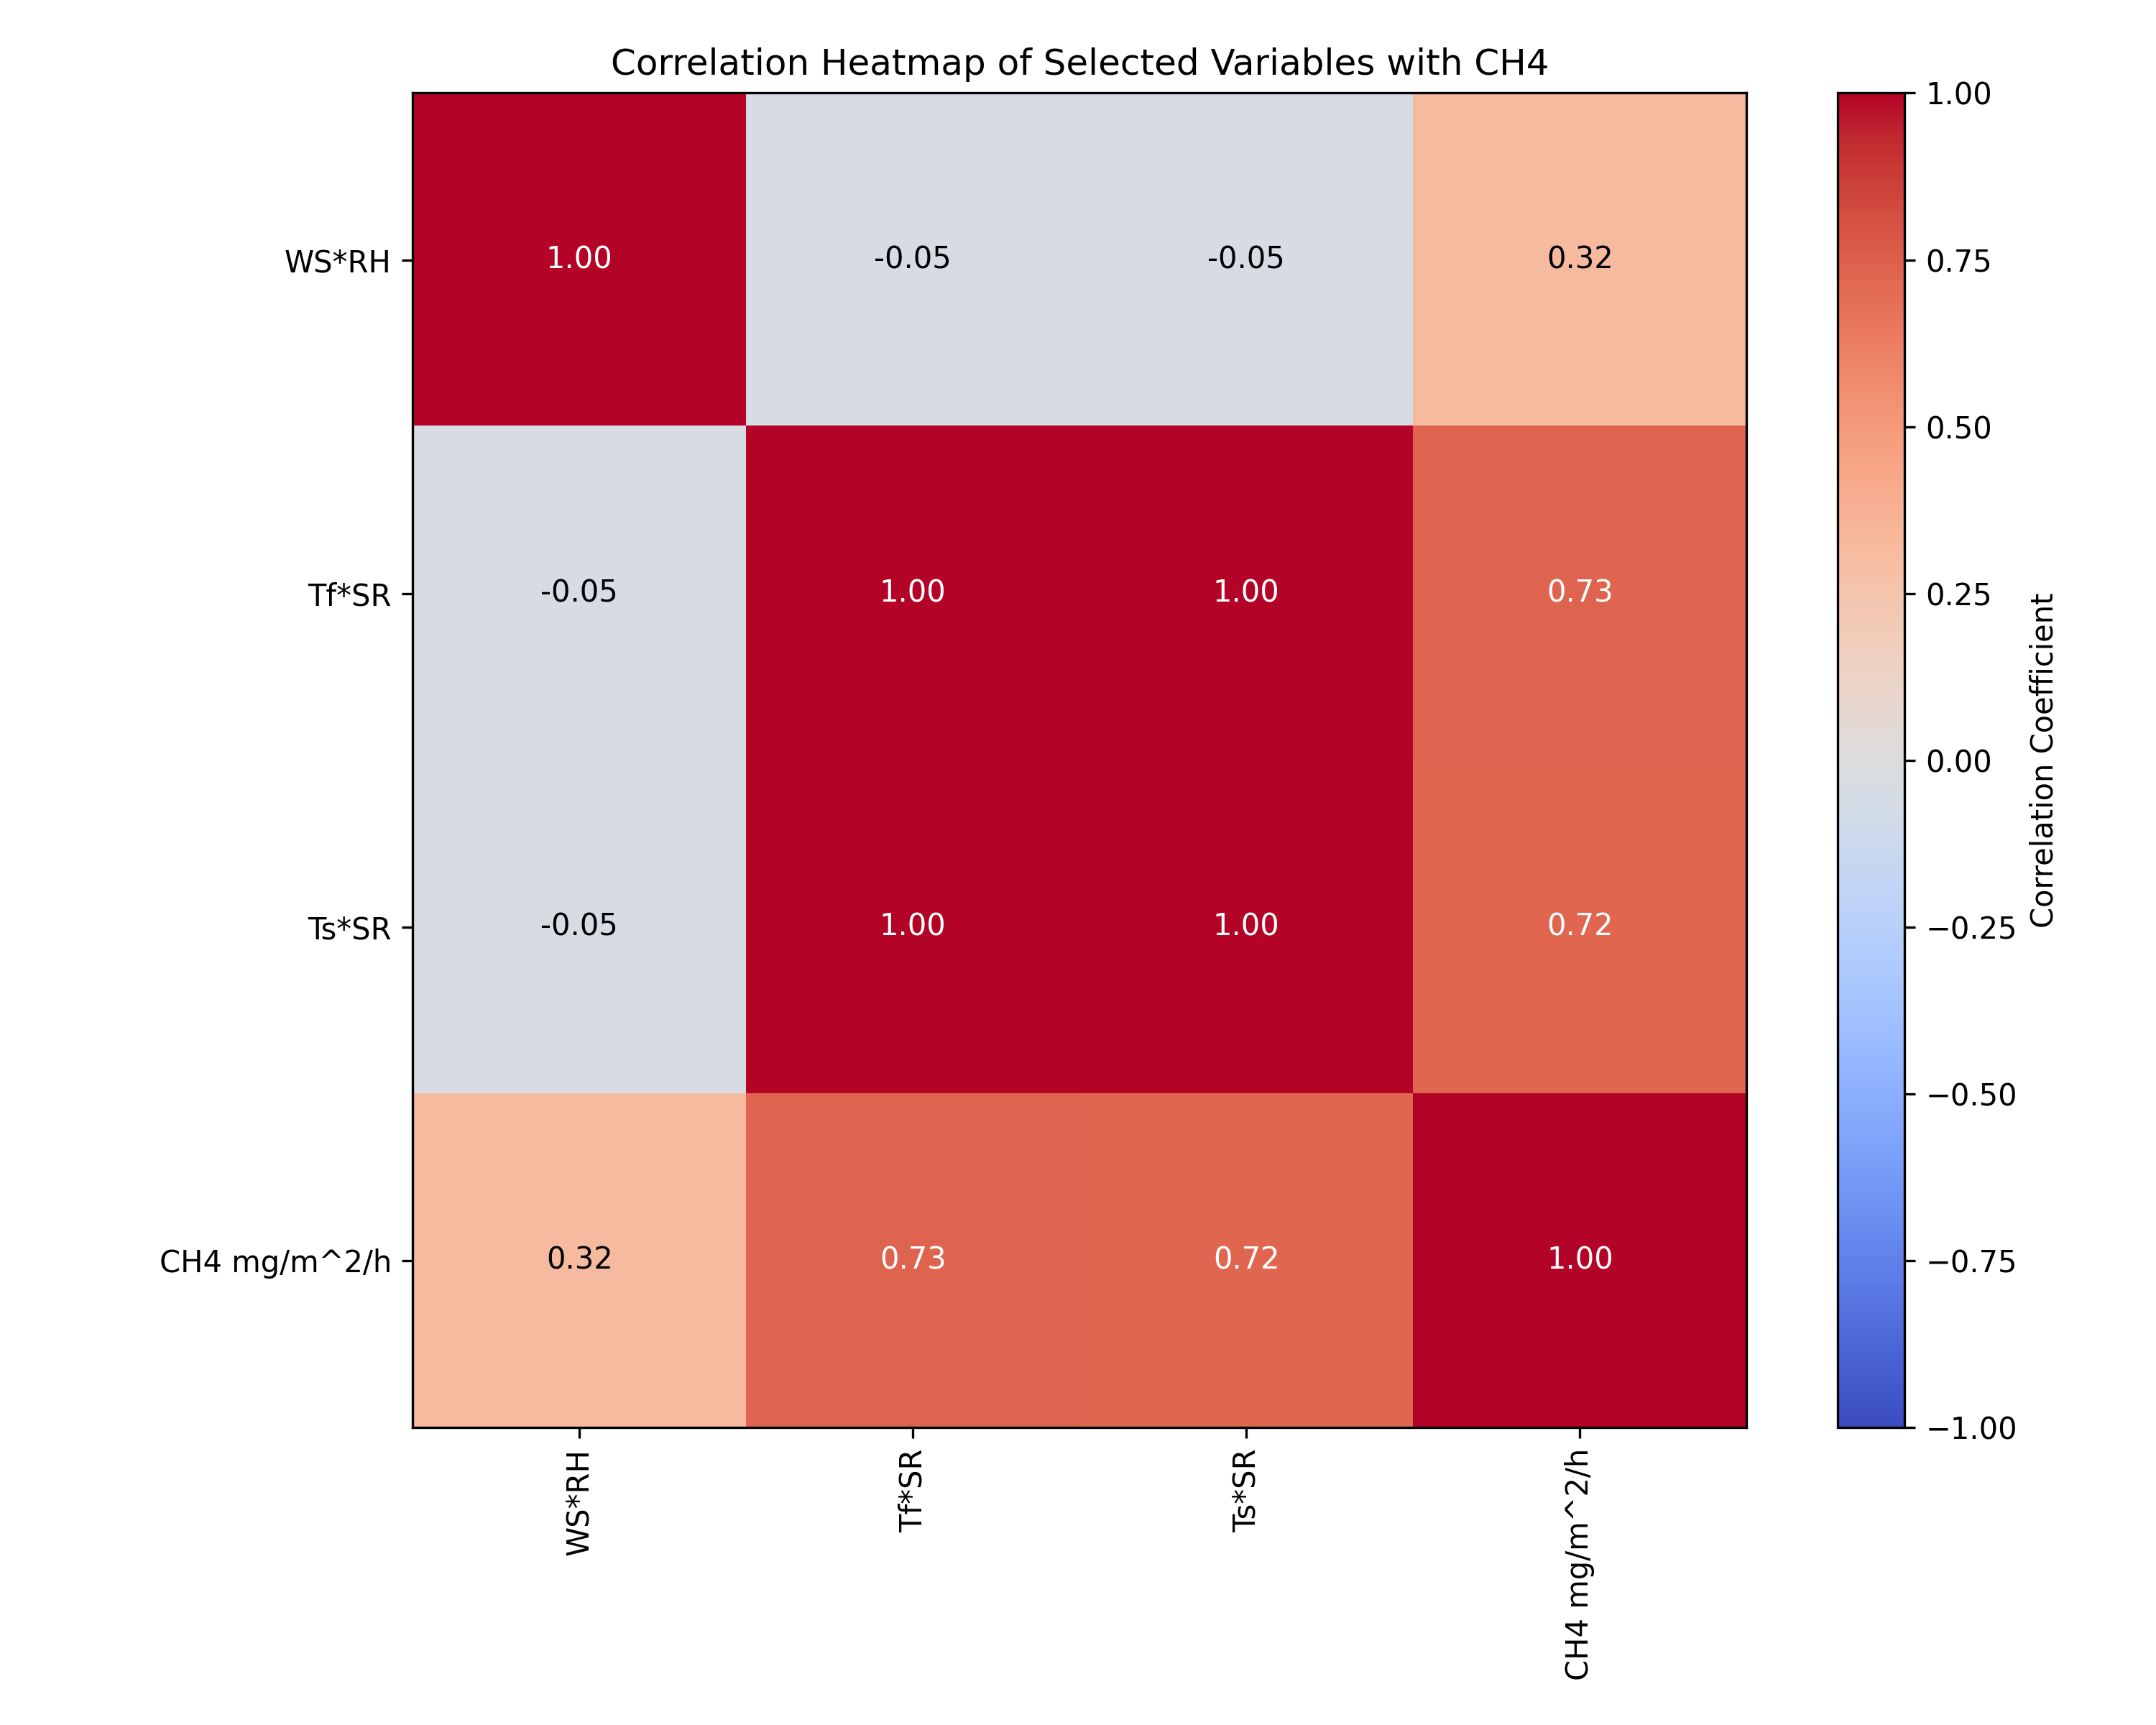 Correlation Heatmap of Selected Variables with CH4
WS*RH
1.00
-0.05
-0.05
0.32
Tf*SR
-0.05
1.00
1.00
0.73
Ts*SR
-0.05
1.00
1.00
0.72
CH4 mg/m^2/h
0.32
0.73
0.72
1.00
WS*RH
Tf*SR
Ts*SR
CH4 mg/m^2/h
1.00
0.75
0.50
0.25
0.00
−0.25
−0.50
−0.75
−1.00
Correlation Coefficient